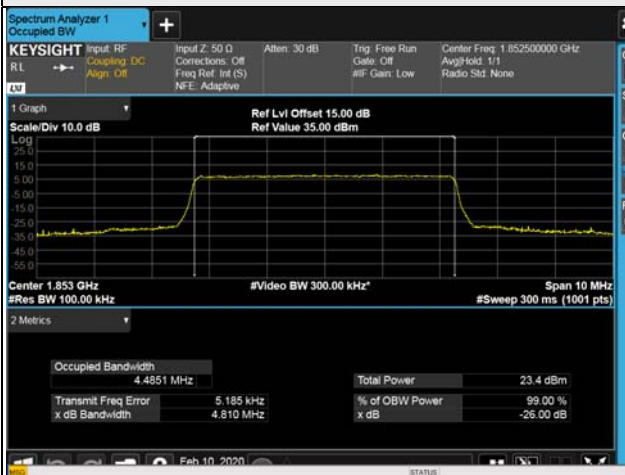 Spectrum Analyzer 1
Occupied BW
KEYSIGHT Input: RF Input Z: 50 Ω Atten: 30 dB Trig: Free Run Center Freq: 1.852500000 GHz
RL Coupling: DC Corrections: Off Gate: Off Avg|Hold: 1/1
Align: Off Freq Ref: Int (S) #IF Gain: Low Radio Std: None
LXI NFE: Adaptive
1 Graph
Ref Lvl Offset 15.00 dB
Scale/Div 10.0 dB Ref Value 35.00 dBm
Log
25.0
15.0
5.00
-5.00
-15.0
-25.0
-35.0
-45.0
-55.0
Center 1.853 GHz #Video BW 300.00 kHz* Span 10 MHz
#Res BW 100.00 kHz #Sweep 300 ms (1001 pts)
2 Metrics
Occupied Bandwidth
4.4851 MHz Total Power 23.4 dBm
Transmit Freq Error 5.185 kHz % of OBW Power 99.00 %
x dB Bandwidth 4.810 MHz x dB -26.00 dB
Feb 10, 2020
MSG STATUS